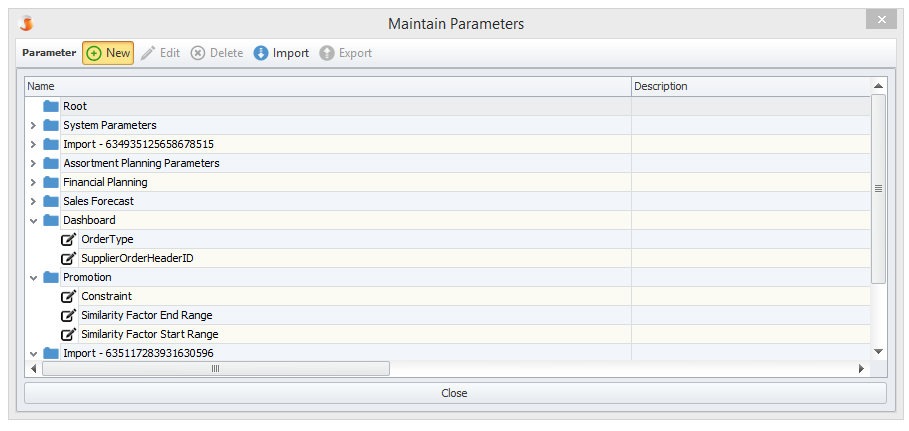 Maintain Parameters
Parameter New Edit Delete Import Export
Name Description
Root
System Parameters
Import - 634935125658678515
Assortment Planning Parameters
Financial Planning
Sales Forecast
Dashboard
OrderType
SupplierOrderHeaderID
Promotion
Constraint
Similarity Factor End Range
Similarity Factor Start Range
Import - 635117283931630596
Close